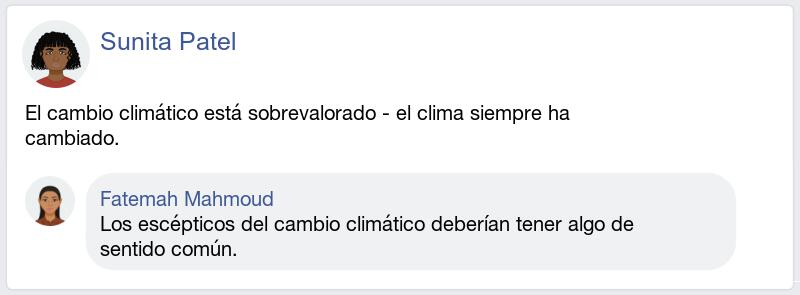 Sunita Patel
El cambio climático está sobrevalorado - el clima siempre ha
cambiado.
Fatemah Mahmoud
Los escépticos del cambio climático deberían tener algo de
sentido común.